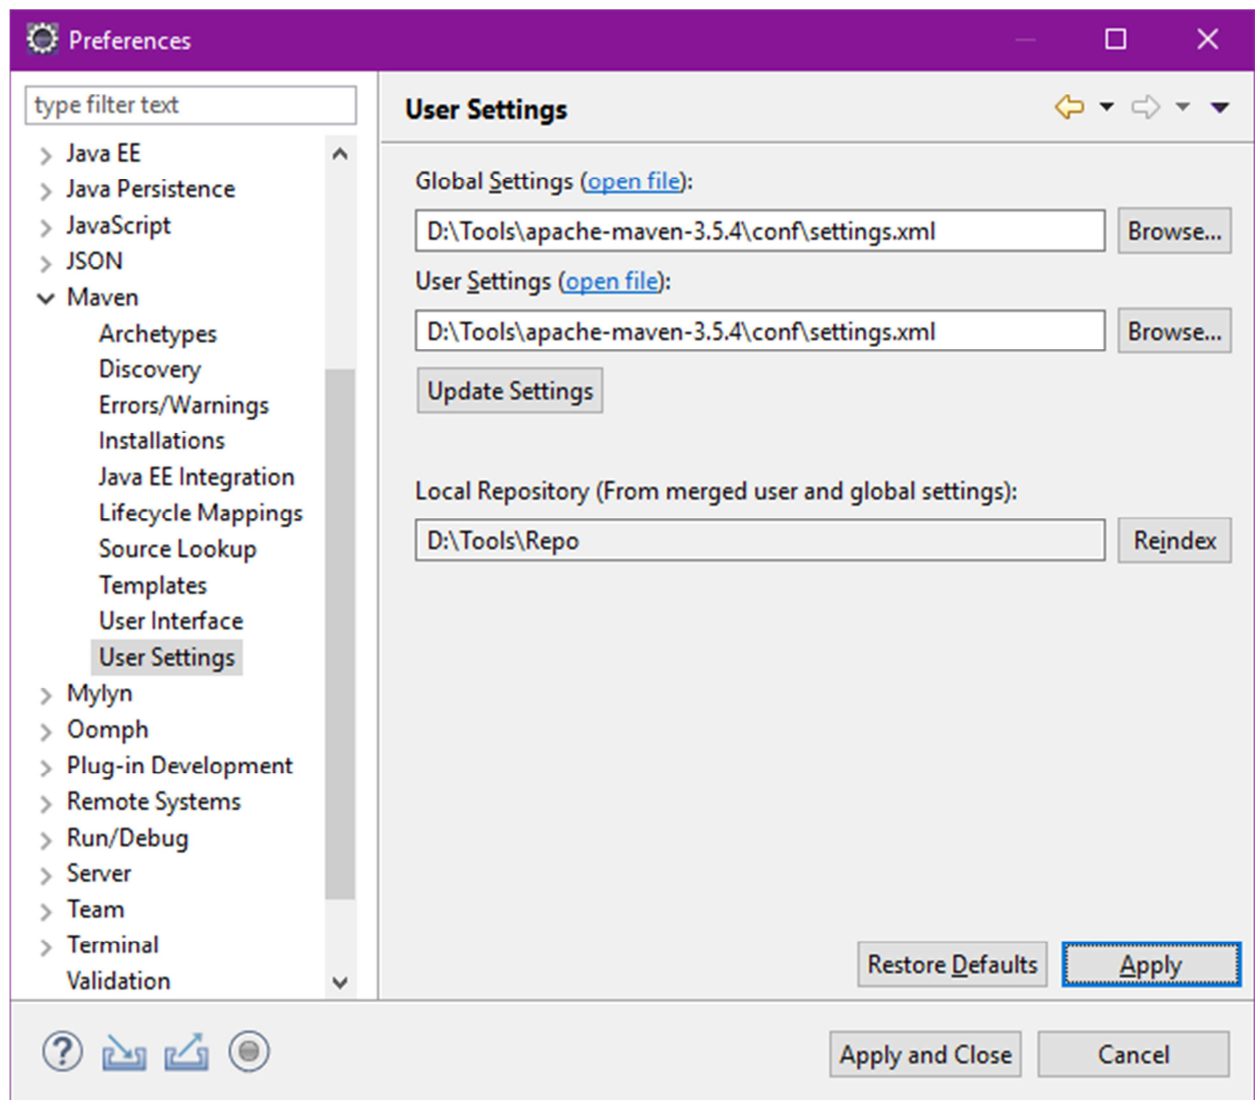 Preferences
type filter text
Java EE
Java Persistence
JavaScript
JSON
Maven
Archetypes
Discovery
Errors/Warnings
Installations
Java EE Integration
Lifecycle Mappings
Source Lookup
Templates
User Interface
User Settings
Mylyn
Oomph
Plug-in Development
Remote Systems
Run/Debug
Server
Team
Terminal
Validation
User Settings
Global Settings (open file):
D:\Tools\apache-maven-3.5.4\conf\settings.xml Browse...
User Settings (open file):
D:\Tools\apache-maven-3.5.4\conf\settings.xml Browse...
Update Settings
Local Repository (From merged user and global settings):
D:\Tools\Repo Reindex
Restore Defaults Apply
? Apply and Close Cancel